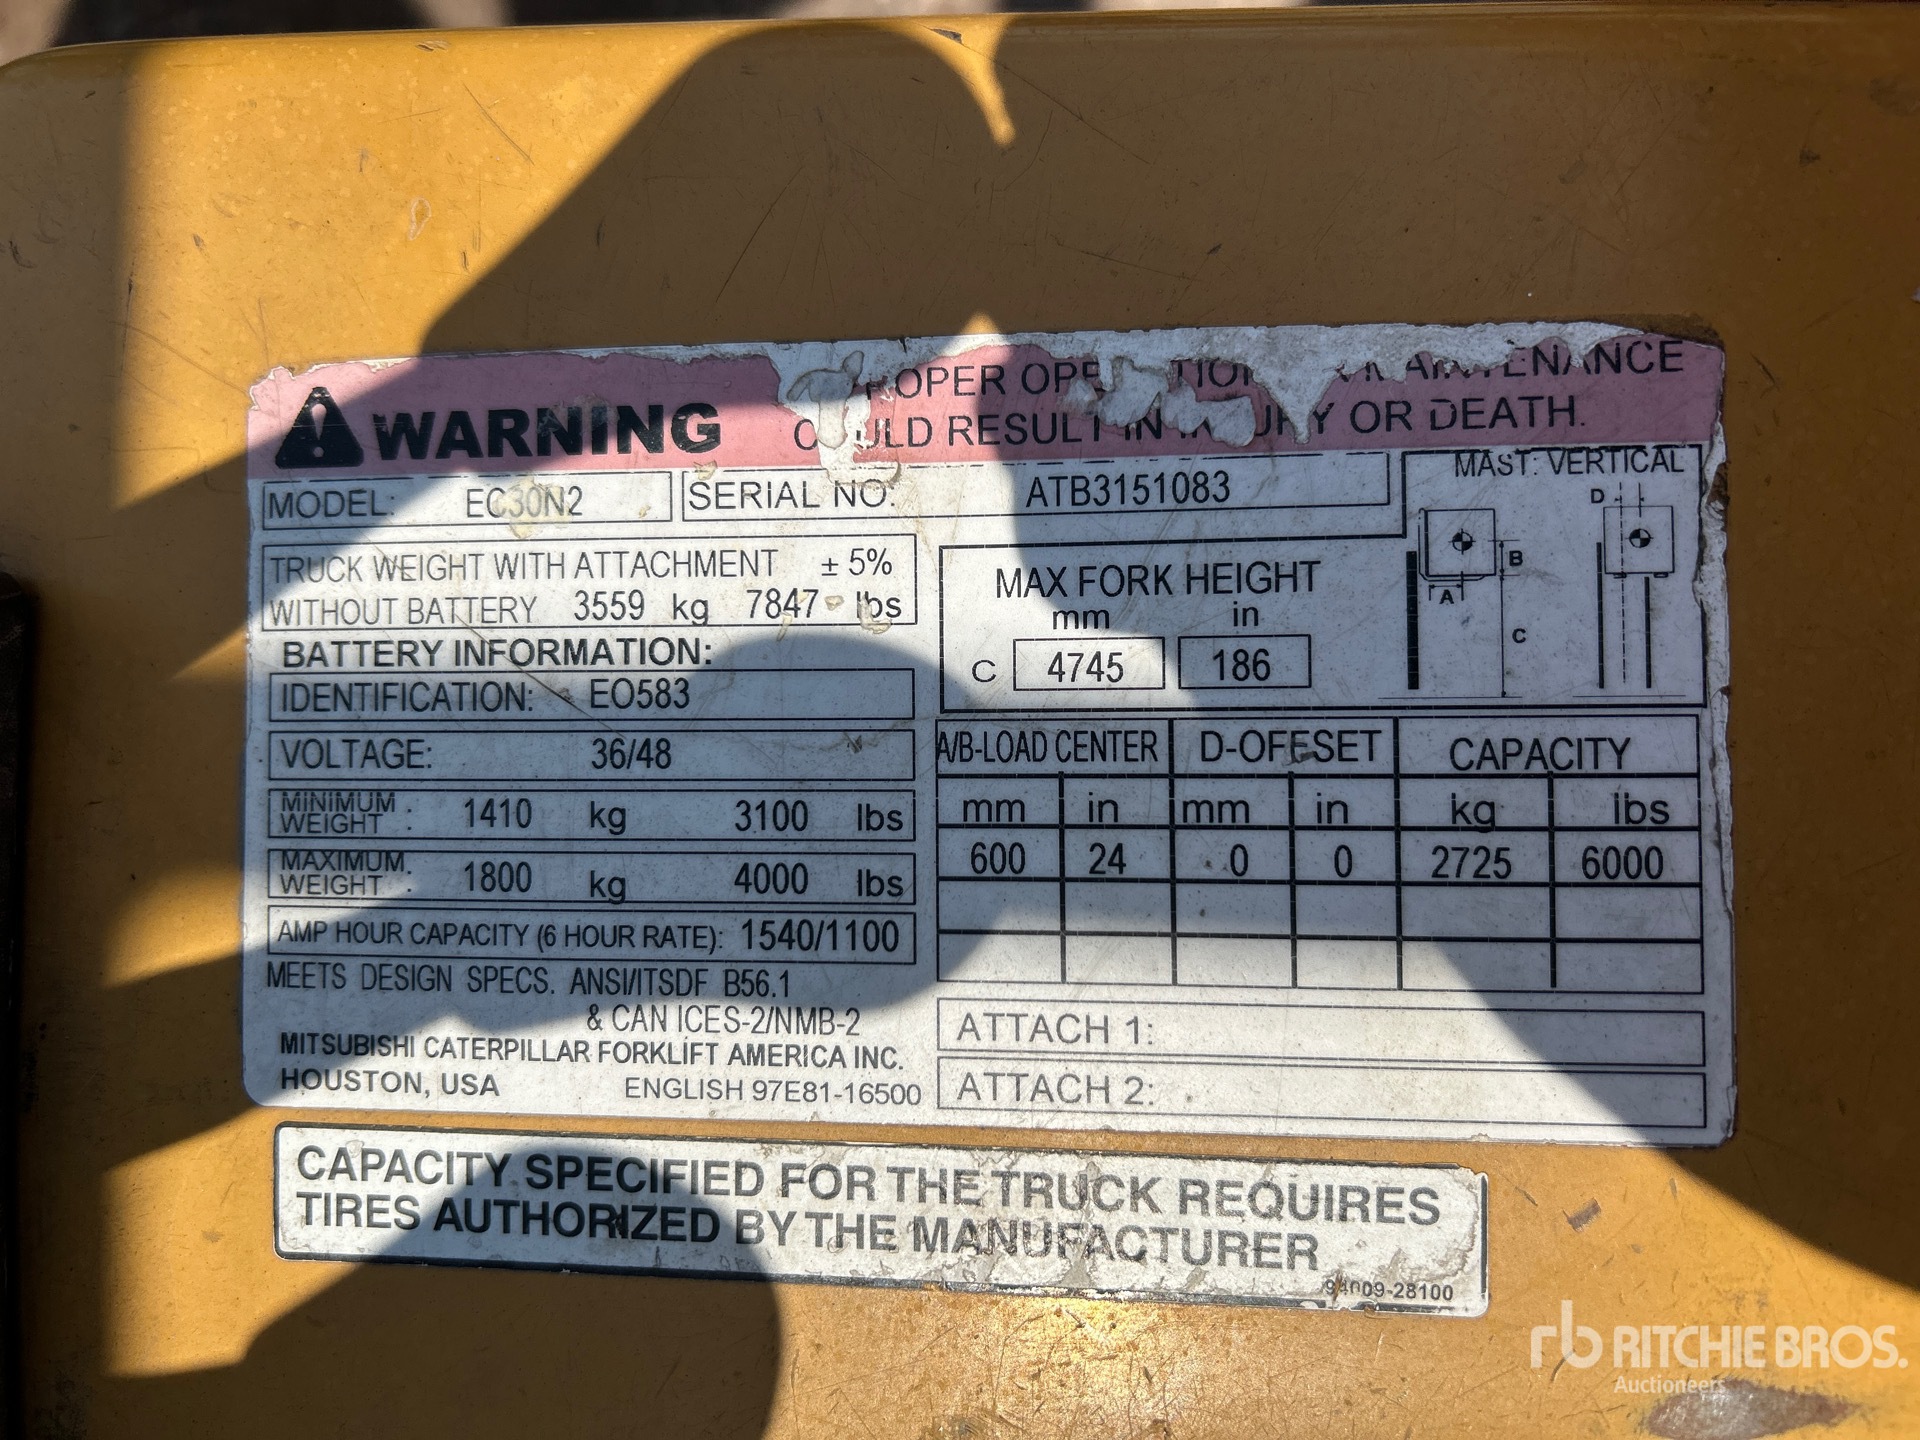 WARNING
OPER OR MAINTENANCE
RESULT IN INJURY OR DEATH.
MODEL: EC30N2
SERIAL NO: ATB3151083
MAST: VERTICAL
D
B
A
C
TRUCK WEIGHT WITH ATTACHMENT ± 5%
WITHOUT BATTERY 3559 kg 7847 lbs
MAX FORK HEIGHT
mm in
C 4745 186
BATTERY INFORMATION:
IDENTIFICATION: EO583
VOLTAGE: 36/48
MINIMUM WEIGHT : 1410 kg 3100 lbs
MAXIMUM. WEIGHT : 1800 kg 4000 lbs
AMP HOUR CAPACITY (6 HOUR RATE): 1540/1100
MEETS DESIGN SPECS. ANSI/ITSDF B56.1
& CAN ICES-2/NMB-2
MITSUBISHI CATERPILLAR FORKLIFT AMERICA INC.
HOUSTON, USA ENGLISH 97E81-16500
A/B-LOAD CENTER D-OFFSET CAPACITY
mm in mm in kg lbs
600 24 0 0 2725 6000
ATTACH 1:
ATTACH 2:
CAPACITY SPECIFIED FOR THE TRUCK REQUIRES
TIRES AUTHORIZED BY THE MANUFACTURER
94009-28100
rb RITCHIE BROS.
Auctioneers